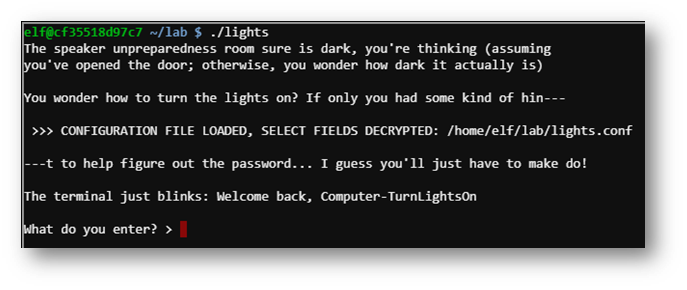 elf@cf35518d97c7 ~/lab $ ./lights
The speaker unpreparedness room sure is dark, you're thinking (assuming
you've opened the door; otherwise, you wonder how dark it actually is)
You wonder how to turn the lights on? If only you had some kind of hin---
>>> CONFIGURATION FILE LOADED, SELECT FIELDS DECRYPTED: /home/elf/lab/lights.conf
---t to help figure out the password... I guess you'll just have to make do!
The terminal just blinks: Welcome back, Computer-TurnLightsOn
What do you enter? >